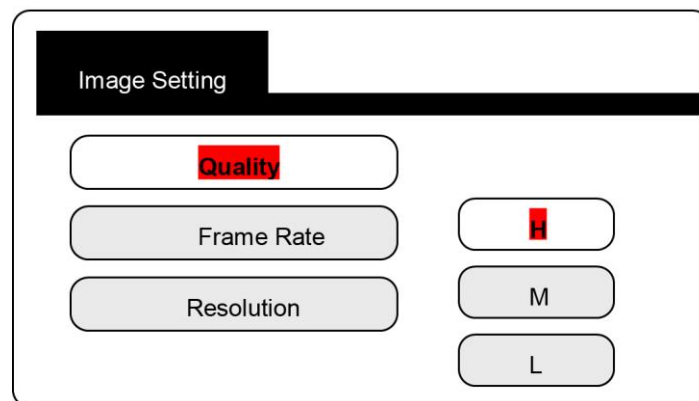 Image Setting
Quality
Frame Rate
Resolution
H
M
L